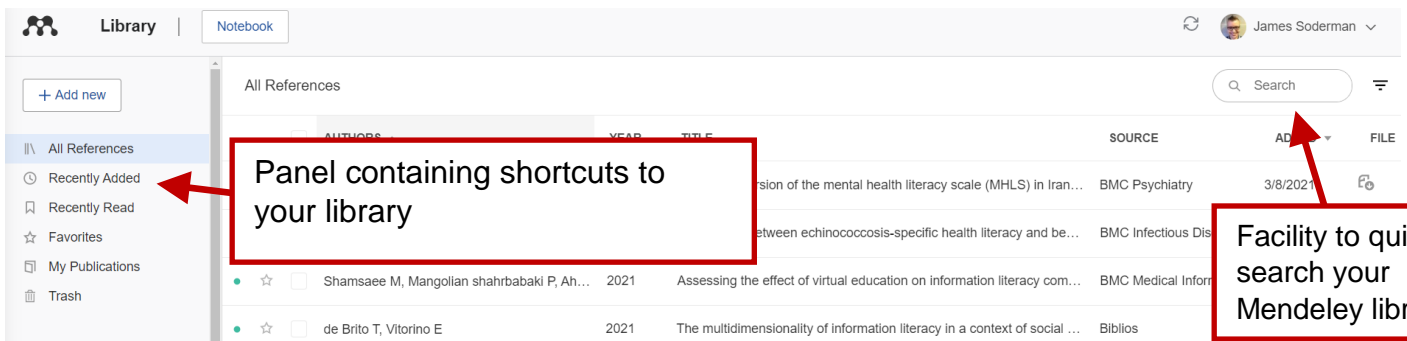 Library
Notebook
James Soderman
+ Add new
All References
Search
All References
Recently Added
Recently Read
Favorites
My Publications
Trash
AUTHORS YEAR TITLE SOURCE FILE
of the mental health literacy scale (MHLS) in Iran... BMC Psychiatry 3/8/2021
between echinococcosis-specific health literacy and be... BMC Infectious Dis
Shamsaee M, Mangolian shahrbabaki P, Ah... 2021 Assessing the effect of virtual education on information literacy com... BMC Medical Inform
de Brito T, Vitorino E 2021 The multidimensionality of information literacy in a context of social ... Biblios
Panel containing shortcuts to
your library
Facility to qui
search your
Mendeley libr